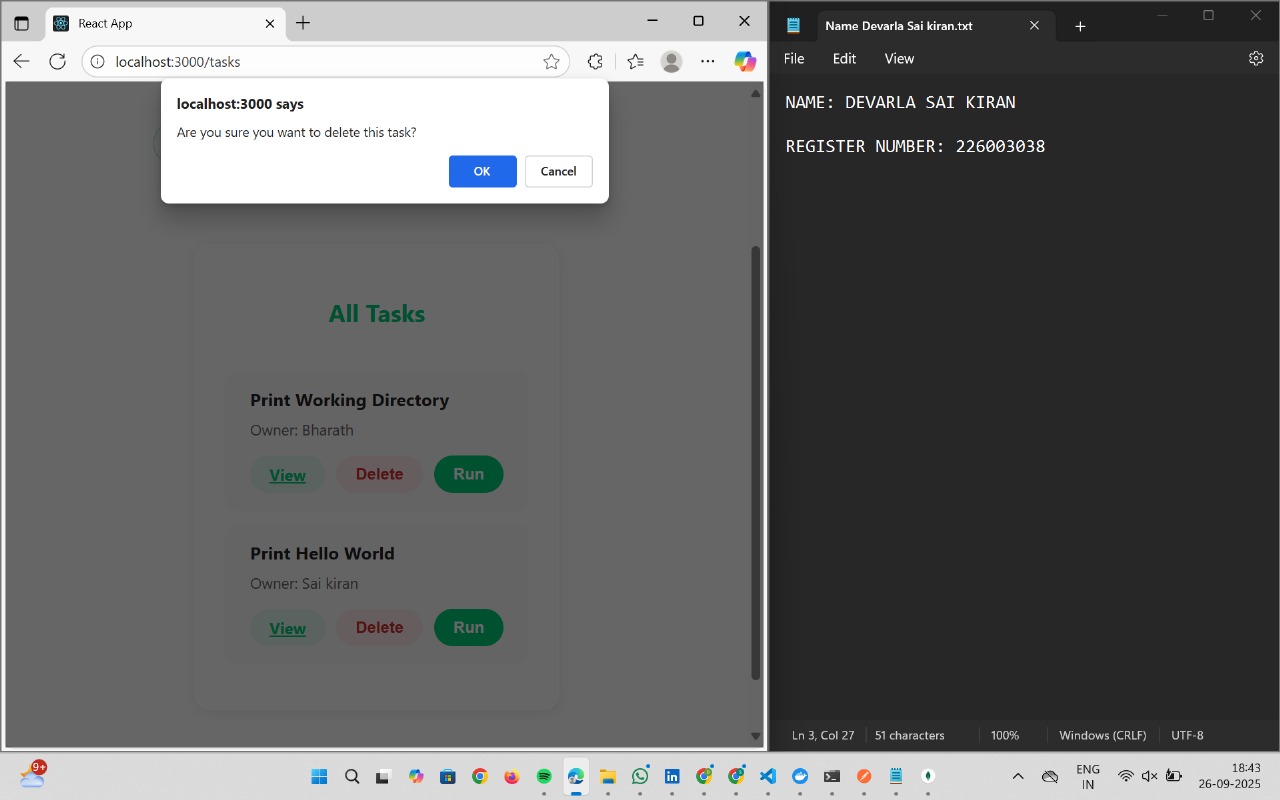 React App
localhost:3000/tasks
localhost:3000 says
Are you sure you want to delete this task?
OK
Cancel
All Tasks
Print Working Directory
Owner: Bharath
View
Delete
Run
Print Hello World
Owner: Sai kiran
View
Delete
Run
Name Devarla Sai kiran.txt
File
Edit
View
NAME: DEVARLA SAI KIRAN
REGISTER NUMBER: 226003038
Ln 3, Col 27
51 characters
100%
Windows (CRLF)
UTF-8
9+
ENG
IN
18:43
26-09-2025